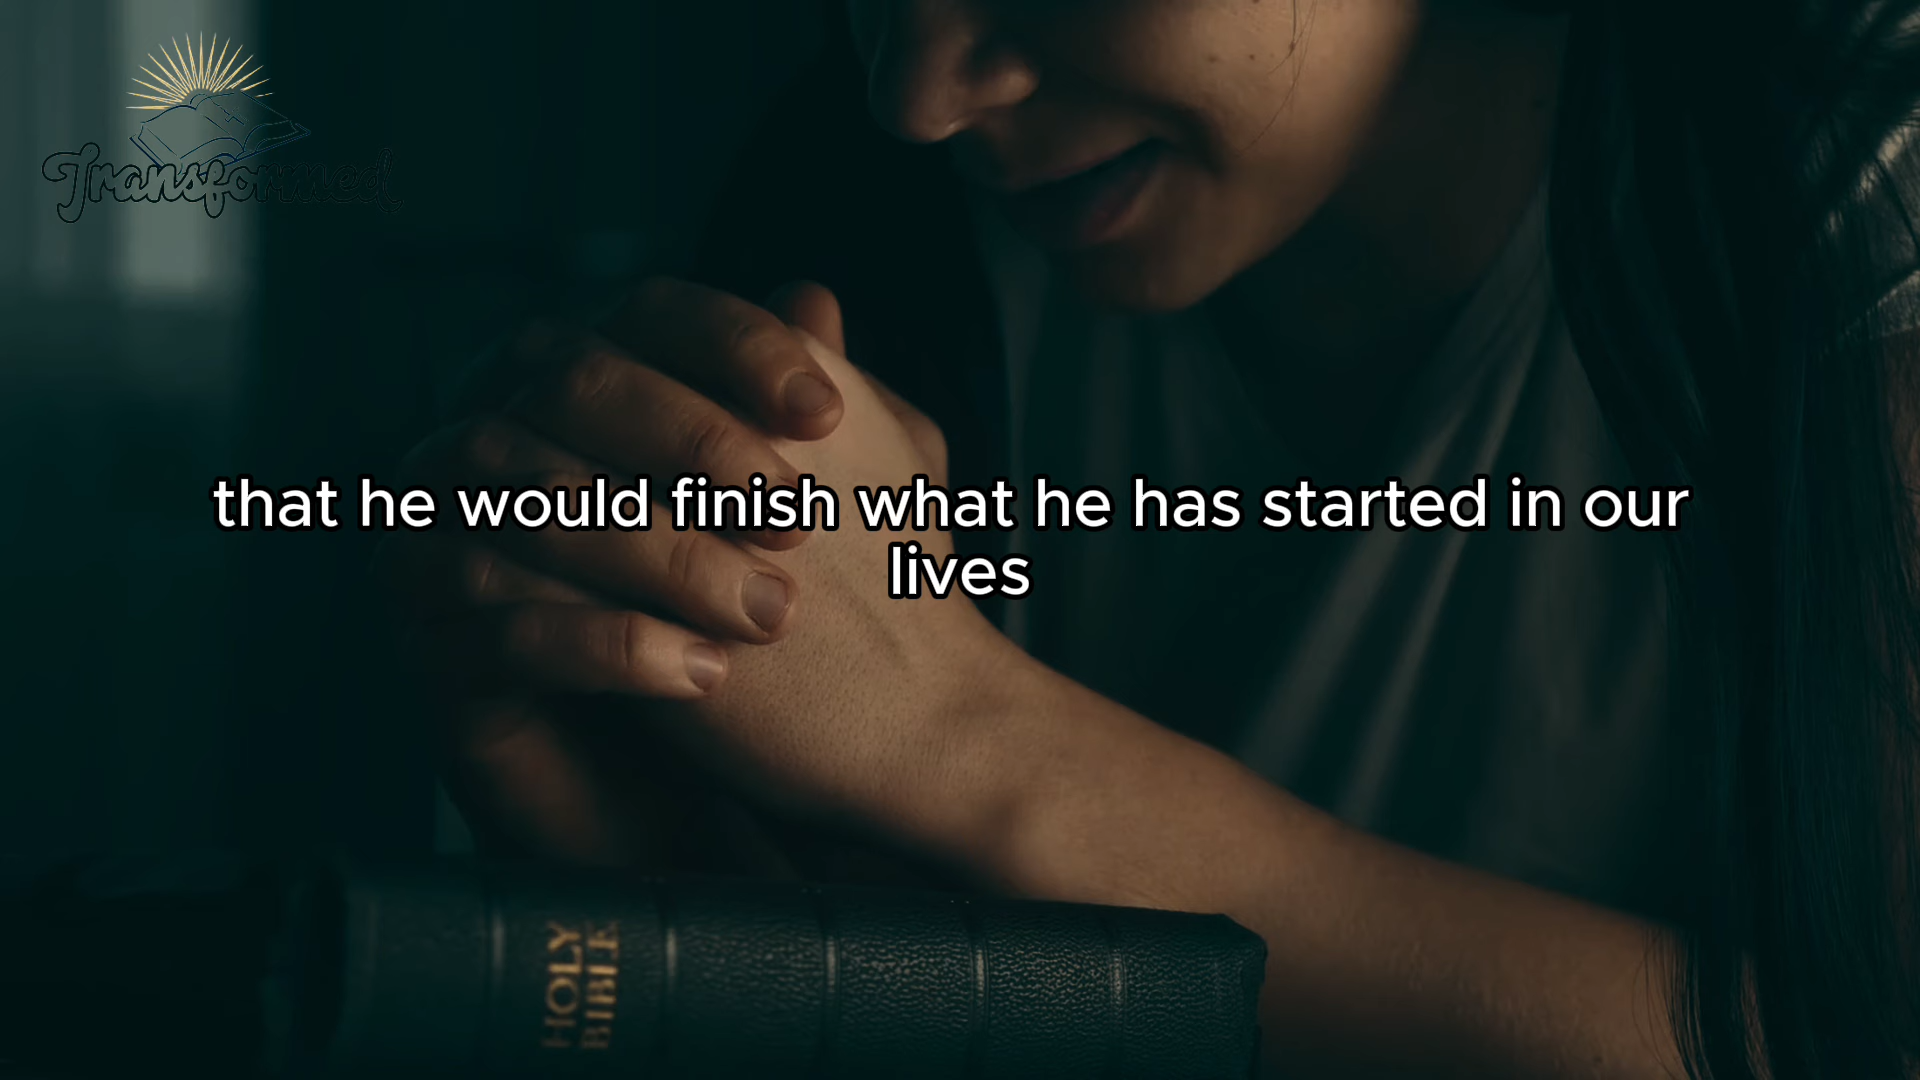 Transformed
that he would finish what he has started in our
lives
HOLY
BIBLE